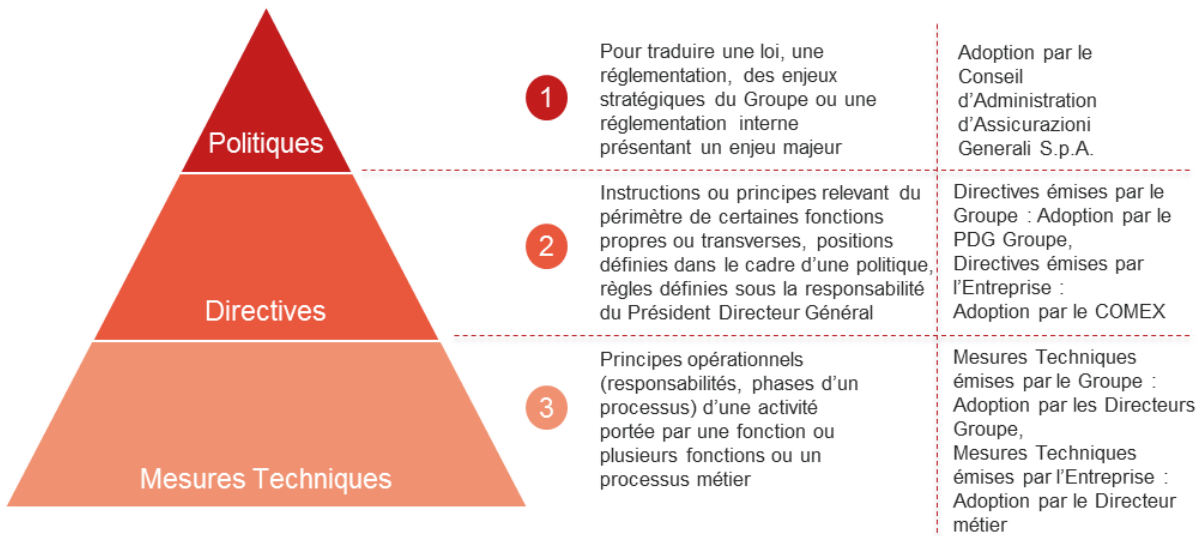 Politiques
1
Pour traduire une loi, une
réglementation, des enjeux
stratégiques du Groupe ou une
réglementation interne
présentant un enjeu majeur
Adoption par le
Conseil
d’Administration
d’Assicurazioni
Generali S.p.A.
Directives
2
Instructions ou principes relevant du
périmètre de certaines fonctions
propres ou transverses, positions
définies dans le cadre d’une politique,
règles définies sous la responsabilité
du Président Directeur Général
Directives émises par le
Groupe : Adoption par le
PDG Groupe,
Directives émises par
l’Entreprise :
Adoption par le COMEX
Mesures Techniques
3
Principes opérationnels
(responsabilités, phases d’un
processus) d’une activité
portée par une fonction ou
plusieurs fonctions ou un
processus métier
Mesures Techniques
émises par le Groupe :
Adoption par les Directeurs
Groupe,
Mesures Techniques
émises par l’Entreprise :
Adoption par le Directeur
métier